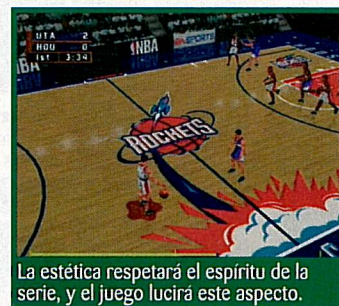 UTA 2
HOU 0
1st 3:34
NBA
EA SPORTS
ROCKETS
La estética respetará el espíritu de la
serie, y el juego lucirá este aspecto.